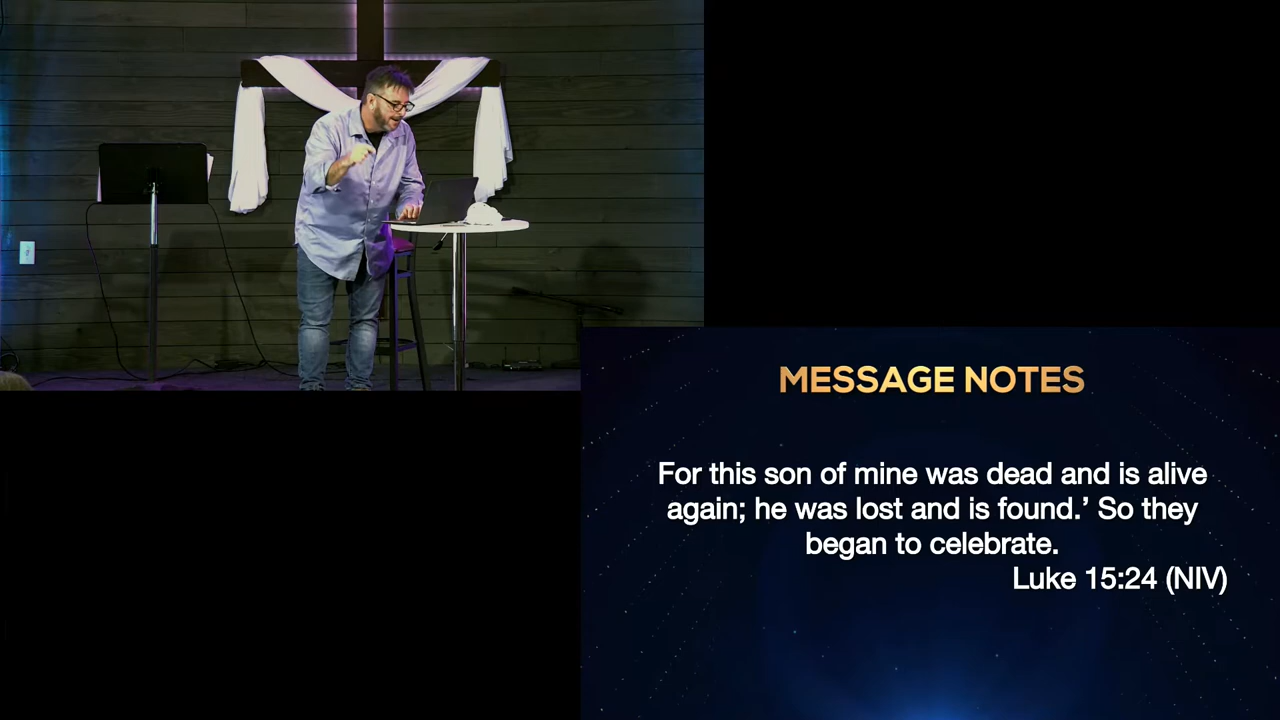 MESSAGE NOTES
For this son of mine was dead and is alive
again; he was lost and is found.’ So they
began to celebrate.
Luke 15:24 (NIV)